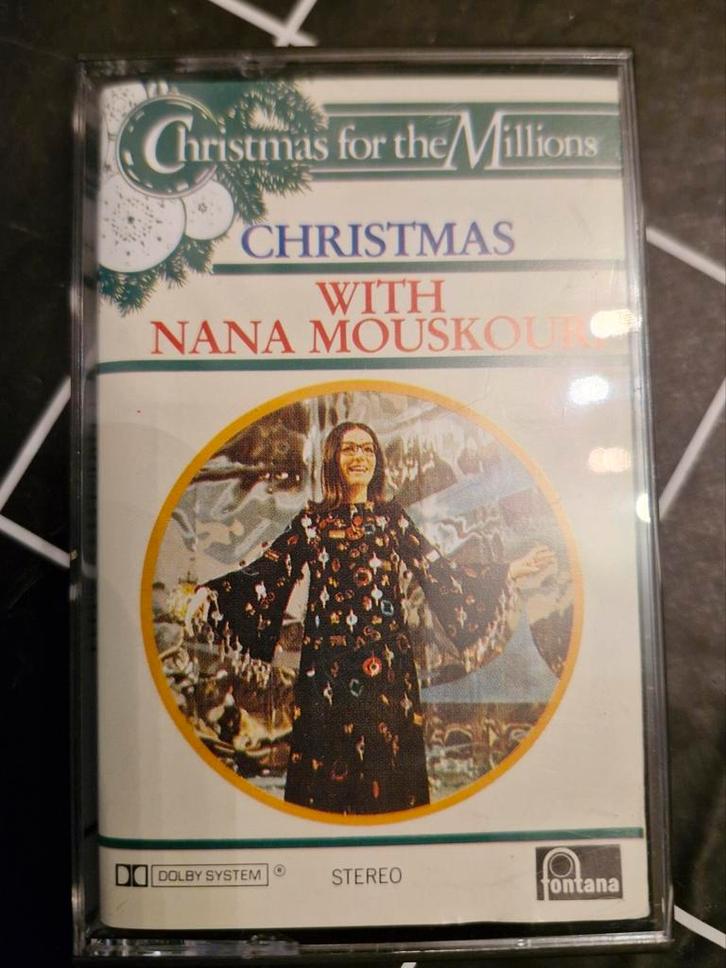 Christmas for the Millions
CHRISTMAS
WITH
NANA MOUSKOURI
DOLBY SYSTEM ®
STEREO
fontana